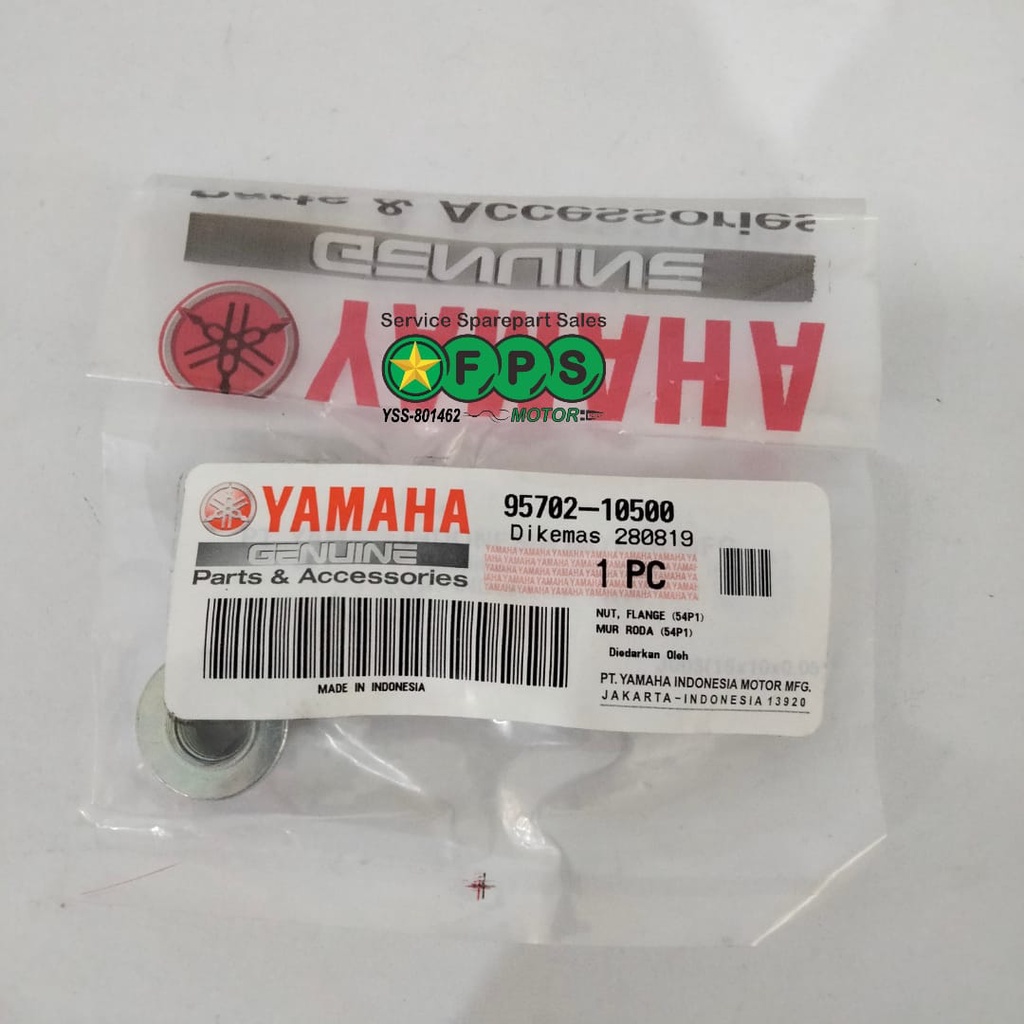 Parts & Accessories
GENUINE
YAMAHA
Service Sparepart Sales
FPS
YSS-801462
MOTOR
YAMAHA
GENUINE
Parts & Accessories
95702-10500
Dikemas 280819
1 PC
NUT, FLANGE (54P1)
MUR RODA (54P1)
Diedarkan Oleh
PT. YAMAHA INDONESIA MOTOR MFG.
JAKARTA-INDONESIA 13920
MADE IN INDONESIA